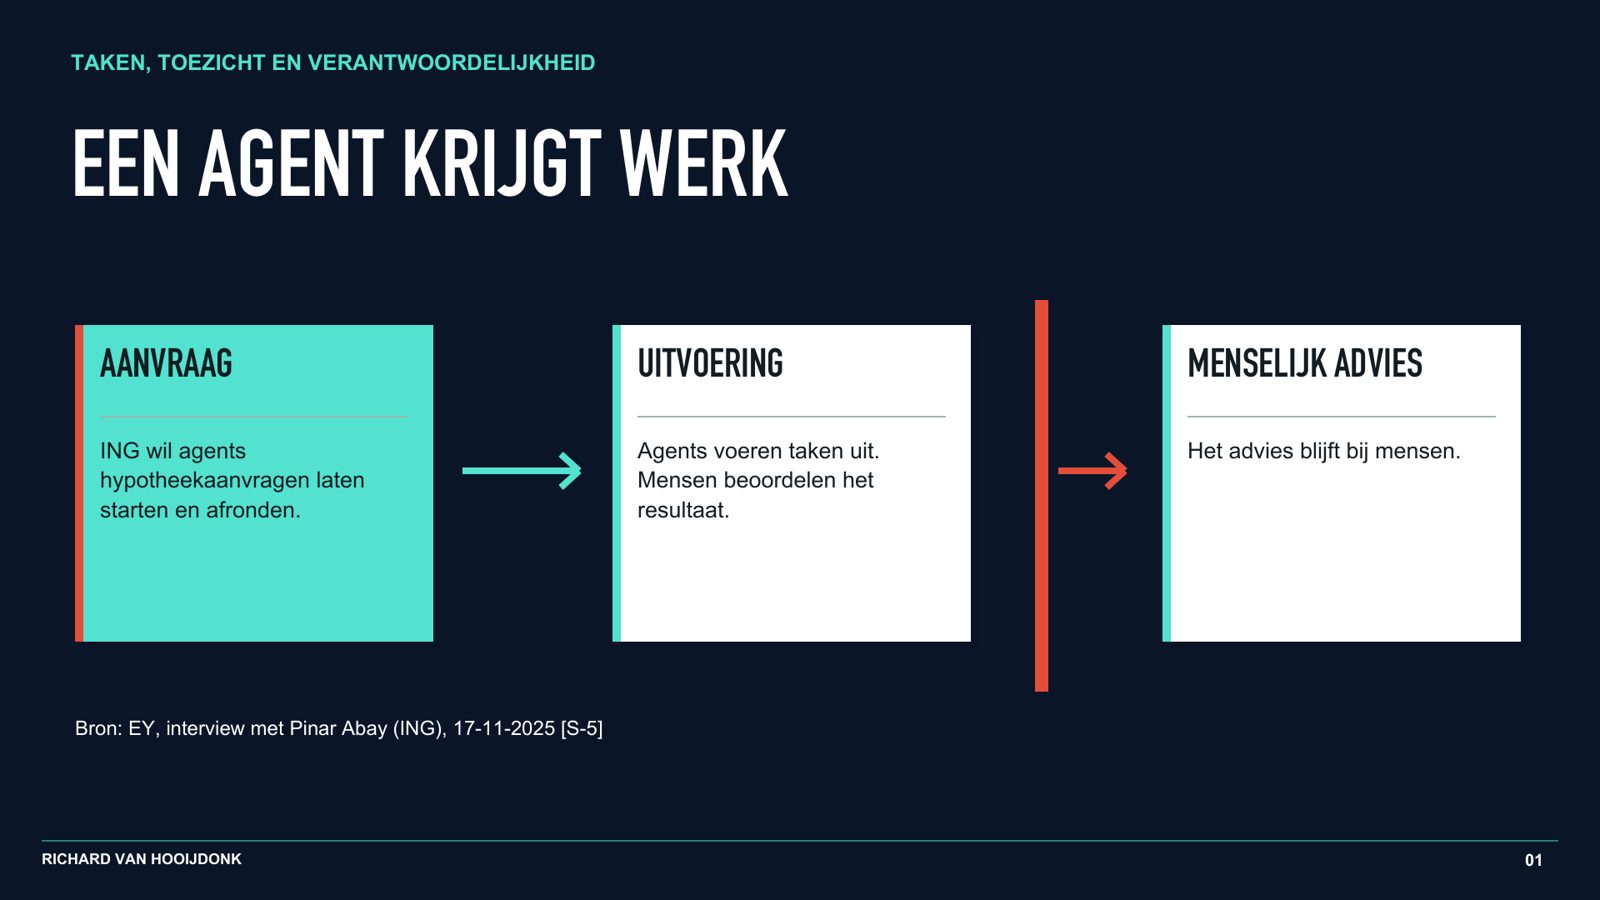 TAKEN, TOEZICHT EN VERANTWOORDELIJKHEID
EEN AGENT KRIJGT WERK
AANVRAAG
ING wil agents
hypotheekaanvragen laten
starten en afronden.
UITVOERING
Agents voeren taken uit.
Mensen beoordelen het
resultaat.
MENSELIJK ADVIES
Het advies blijft bij mensen.
Bron: EY, interview met Pinar Abay (ING), 17-11-2025 [S-5]
RICHARD VAN HOOIJDONK
01